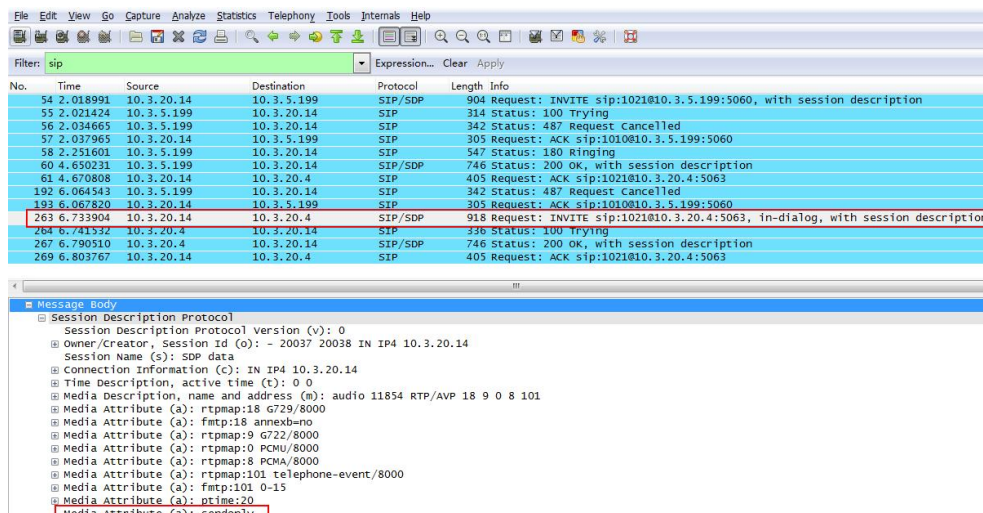 File Edit View Go Capture Analyze Statistics Telephony Tools Internals Help
Filter: sip Expression... Clear Apply
No. Time Source Destination Protocol Length Info
54 2.018991 10.3.20.14 10.3.5.199 SIP/SDP 904 Request: INVITE sip:1021@10.3.5.199:5060, with session description
55 2.021424 10.3.5.199 10.3.20.14 SIP 314 Status: 100 Trying
56 2.034665 10.3.5.199 10.3.20.14 SIP 342 Status: 487 Request Cancelled
57 2.037965 10.3.20.14 10.3.5.199 SIP 305 Request: ACK sip:1010@10.3.5.199:5060
58 2.251601 10.3.5.199 10.3.20.14 SIP 547 Status: 180 Ringing
60 4.650231 10.3.5.199 10.3.20.14 SIP/SDP 746 Status: 200 OK, with session description
61 4.670808 10.3.20.14 10.3.20.4 SIP 405 Request: ACK sip:1021@10.3.20.4:5063
192 6.064543 10.3.5.199 10.3.20.14 SIP 342 Status: 487 Request Cancelled
193 6.067820 10.3.20.14 10.3.5.199 SIP 305 Request: ACK sip:1010@10.3.5.199:5060
263 6.733904 10.3.20.14 10.3.20.4 SIP/SDP 918 Request: INVITE sip:1021@10.3.20.4:5063, in-dialog, with session description
264 6.741532 10.3.20.4 10.3.20.14 SIP 336 Status: 100 Trying
267 6.790510 10.3.20.4 10.3.20.14 SIP/SDP 746 Status: 200 OK, with session description
269 6.803767 10.3.20.14 10.3.20.4 SIP 405 Request: ACK sip:1021@10.3.20.4:5063
Message Body
Session Description Protocol
Session Description Protocol Version (v): 0
Owner/Creator, Session Id (o): - 20037 20038 IN IP4 10.3.20.14
Session Name (s): SDP data
Connection Information (c): IN IP4 10.3.20.14
Time Description, active time (t): 0 0
Media Description, name and address (m): audio 11854 RTP/AVP 18 9 0 8 101
Media Attribute (a): rtpmap:18 G729/8000
Media Attribute (a): fmtp:18 annexb=no
Media Attribute (a): rtpmap:9 G722/8000
Media Attribute (a): rtpmap:0 PCMU/8000
Media Attribute (a): rtpmap:8 PCMA/8000
Media Attribute (a): rtpmap:101 telephone-event/8000
Media Attribute (a): fmtp:101 0-15
Media Attribute (a): ptime:20
Media Attribute (a): sendonly